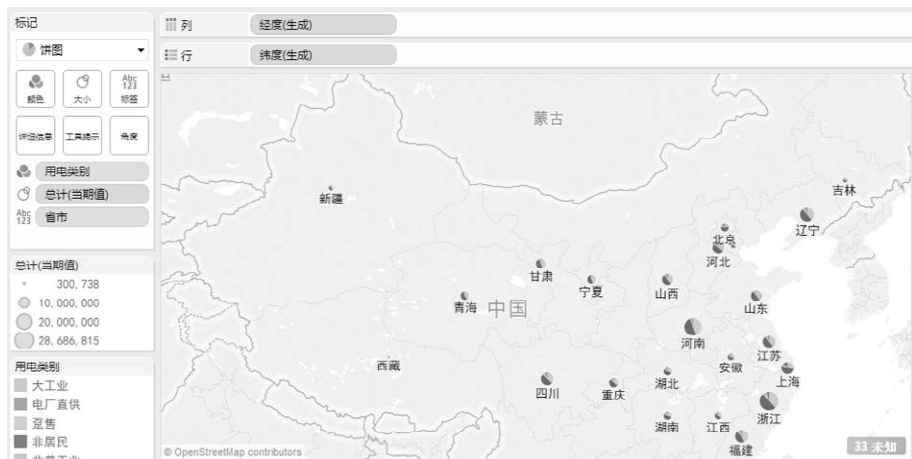 标记
饼图
颜色
大小
Abc
123
标签
详细信息
工具提示
角度
用电类别
总计(当期值)
Abc
123
省市
总计(当期值)
300, 738
10, 000, 000
20, 000, 000
28, 686, 815
用电类别
大工业
电厂直供
趸售
非居民
非普工业
列 经度(生成)
行 纬度(生成)
蒙古
新疆
吉林
辽宁
北京
河北
甘肃
宁夏
山西
青海
中国
山东
河南
江苏
西藏
安徽
上海
四川
重庆
湖北
浙江
湖南
江西
福建
© OpenStreetMap contributors
33 未知